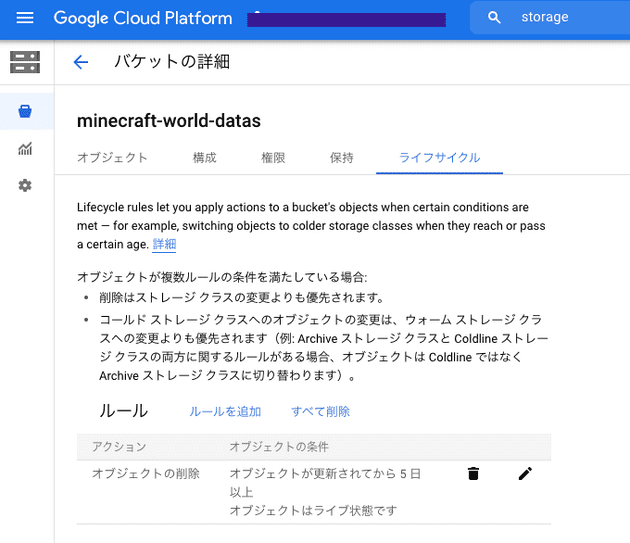 Google Cloud Platform
storage
バケットの詳細
minecraft-world-datas
オブジェクト 構成 権限 保持 ライフサイクル
Lifecycle rules let you apply actions to a bucket's objects when certain conditions are
met — for example, switching objects to colder storage classes when they reach or pass
a certain age. 詳細
オブジェクトが複数ルールの条件を満たしている場合:
• 削除はストレージ クラスの変更よりも優先されます。
• コールド ストレージ クラスへのオブジェクトの変更は、ウォーム ストレージ クラ
スへの変更よりも優先されます（例: Archive ストレージ クラスと Coldline ストレー
ジ クラスの両方に関するルールがある場合、オブジェクトは Coldline ではなく
Archive ストレージ クラスに切り替わります）。
ルール ルールを追加 すべて削除
アクション オブジェクトの条件
オブジェクトの削除 オブジェクトが更新されてから 5 日
以上
オブジェクトはライブ状態です